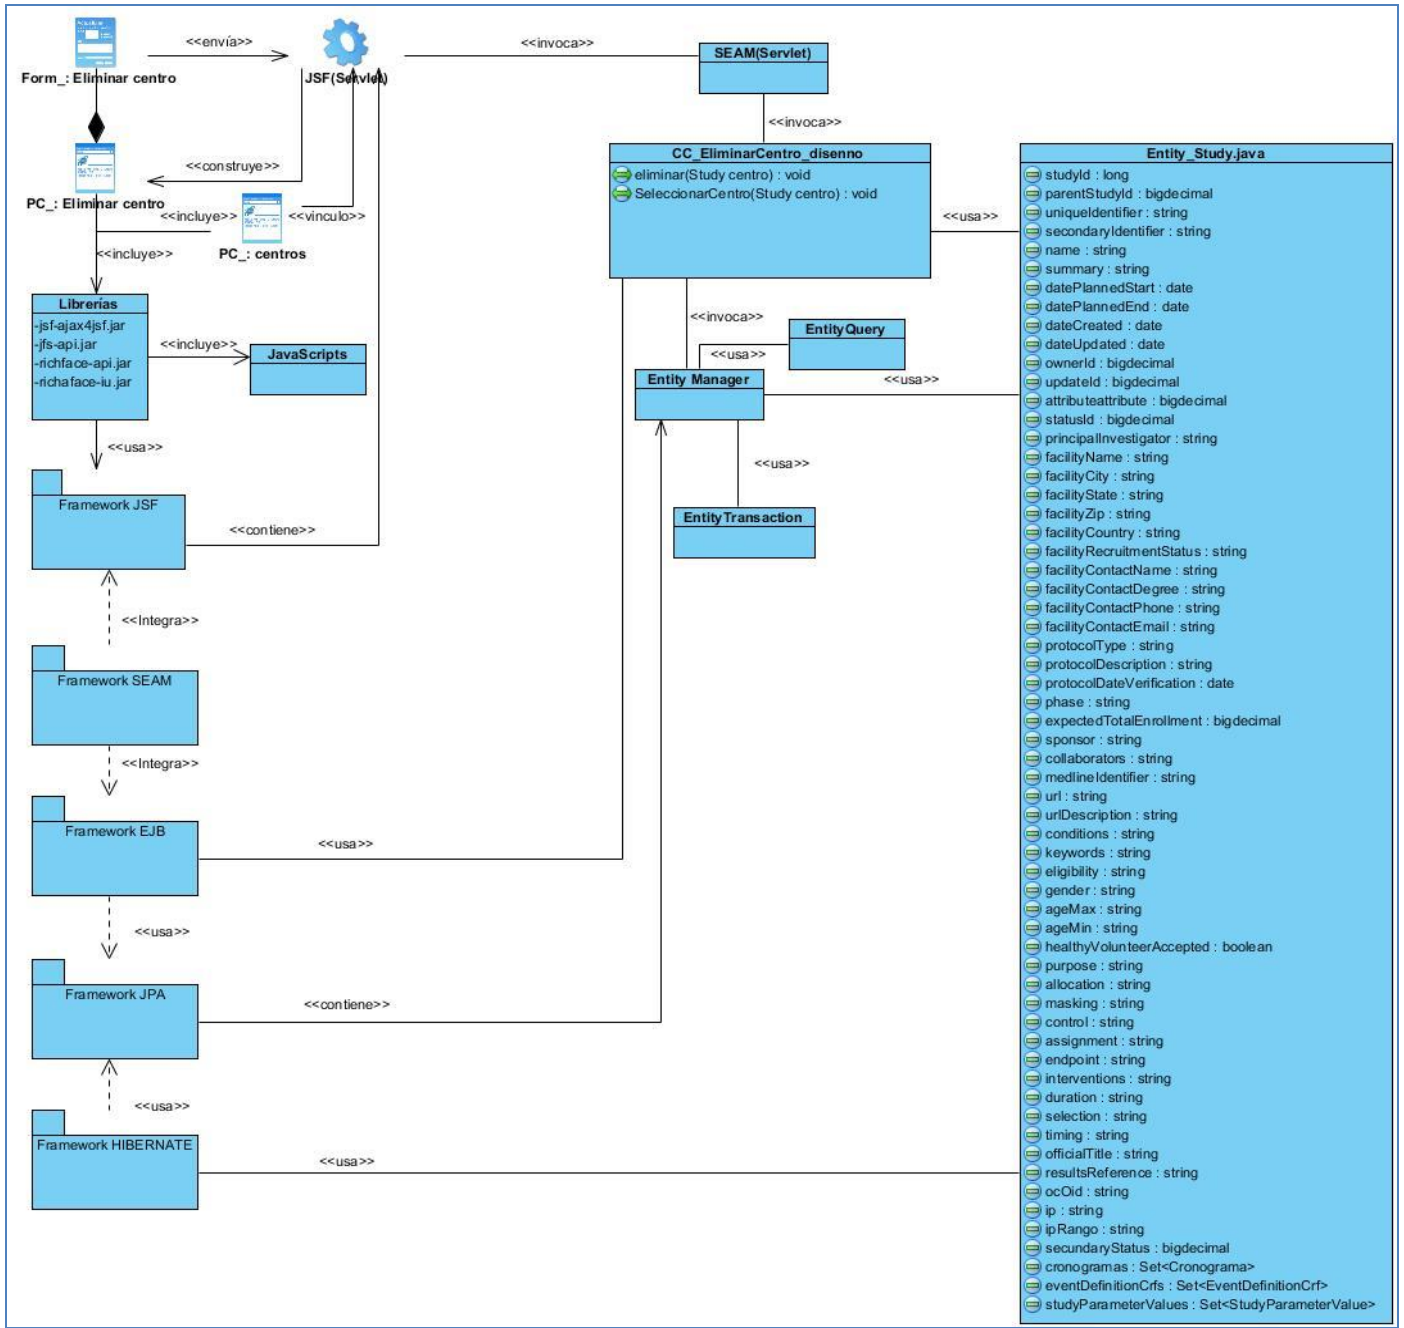 <<envía>>
<<invoca>>
SEAM(Servlet)
Form_: Eliminar centro
JSF(Servlet)
<<invoca>>
CC_EliminarCentro_disenno
eliminar(Study centro) : void
SeleccionarCentro(Study centro) : void
<<construye>>
PC_: Eliminar centro
<<incluye>>
<<vinculo>>
<<usa>>
<<incluye>>
PC_: centros
Librerías
-jsf-ajax4jsf.jar
-jfs-api.jar
-richface-api.jar
-richaface-iu.jar
<<incluye>>
JavaScripts
<<invoca>>
EntityQuery
<<usa>>
Entity Manager
<<usa>>
<<usa>>
<<usa>>
EntityTransaction
Framework JSF
<<contiene>>
<<Integra>>
Framework SEAM
<<Integra>>
Framework EJB
<<usa>>
<<usa>>
Framework JPA
<<contiene>>
<<usa>>
Framework HIBERNATE
<<usa>>
Entity_Study.java
studyId : long
parentStudyId : bigdecimal
uniqueIdentifier : string
secondaryIdentifier : string
name : string
summary : string
datePlannedStart : date
datePlannedEnd : date
dateCreated : date
dateUpdated : date
ownerId : bigdecimal
updateId : bigdecimal
attributeattribute : bigdecimal
statusId : bigdecimal
principalInvestigator : string
facilityName : string
facilityCity : string
facilityState : string
facilityZip : string
facilityCountry : string
facilityRecruitmentStatus : string
facilityContactName : string
facilityContactDegree : string
facilityContactPhone : string
facilityContactEmail : string
protocolType : string
protocolDescription : string
protocolDateVerification : date
phase : string
expectedTotalEnrollment : bigdecimal
sponsor : string
collaborators : string
medlineIdentifier : string
url : string
urlDescription : string
conditions : string
keywords : string
eligibility : string
gender : string
ageMax : string
ageMin : string
healthyVolunteerAccepted : boolean
purpose : string
allocation : string
masking : string
control : string
assignment : string
endpoint : string
interventions : string
duration : string
selection : string
timing : string
officialTitle : string
resultsReference : string
ocOid : string
ip : string
ipRango : string
secundaryStatus : bigdecimal
cronogramas : Set<Cronograma>
eventDefinitionCrfs : Set<EventDefinitionCrf>
studyParameterValues : Set<StudyParameterValue>